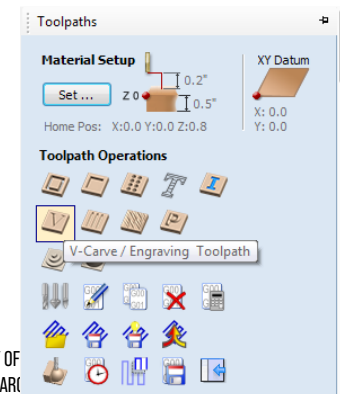 Toolpaths
Material Setup
XY Datum
0.2"
Set ...
Z 0
0.5"
X: 0.0
Home Pos: X:0.0 Y:0.0 Z:0.8
Y: 0.0
Toolpath Operations
T
I
V
P
V-Carve / Engraving Toolpath
OF